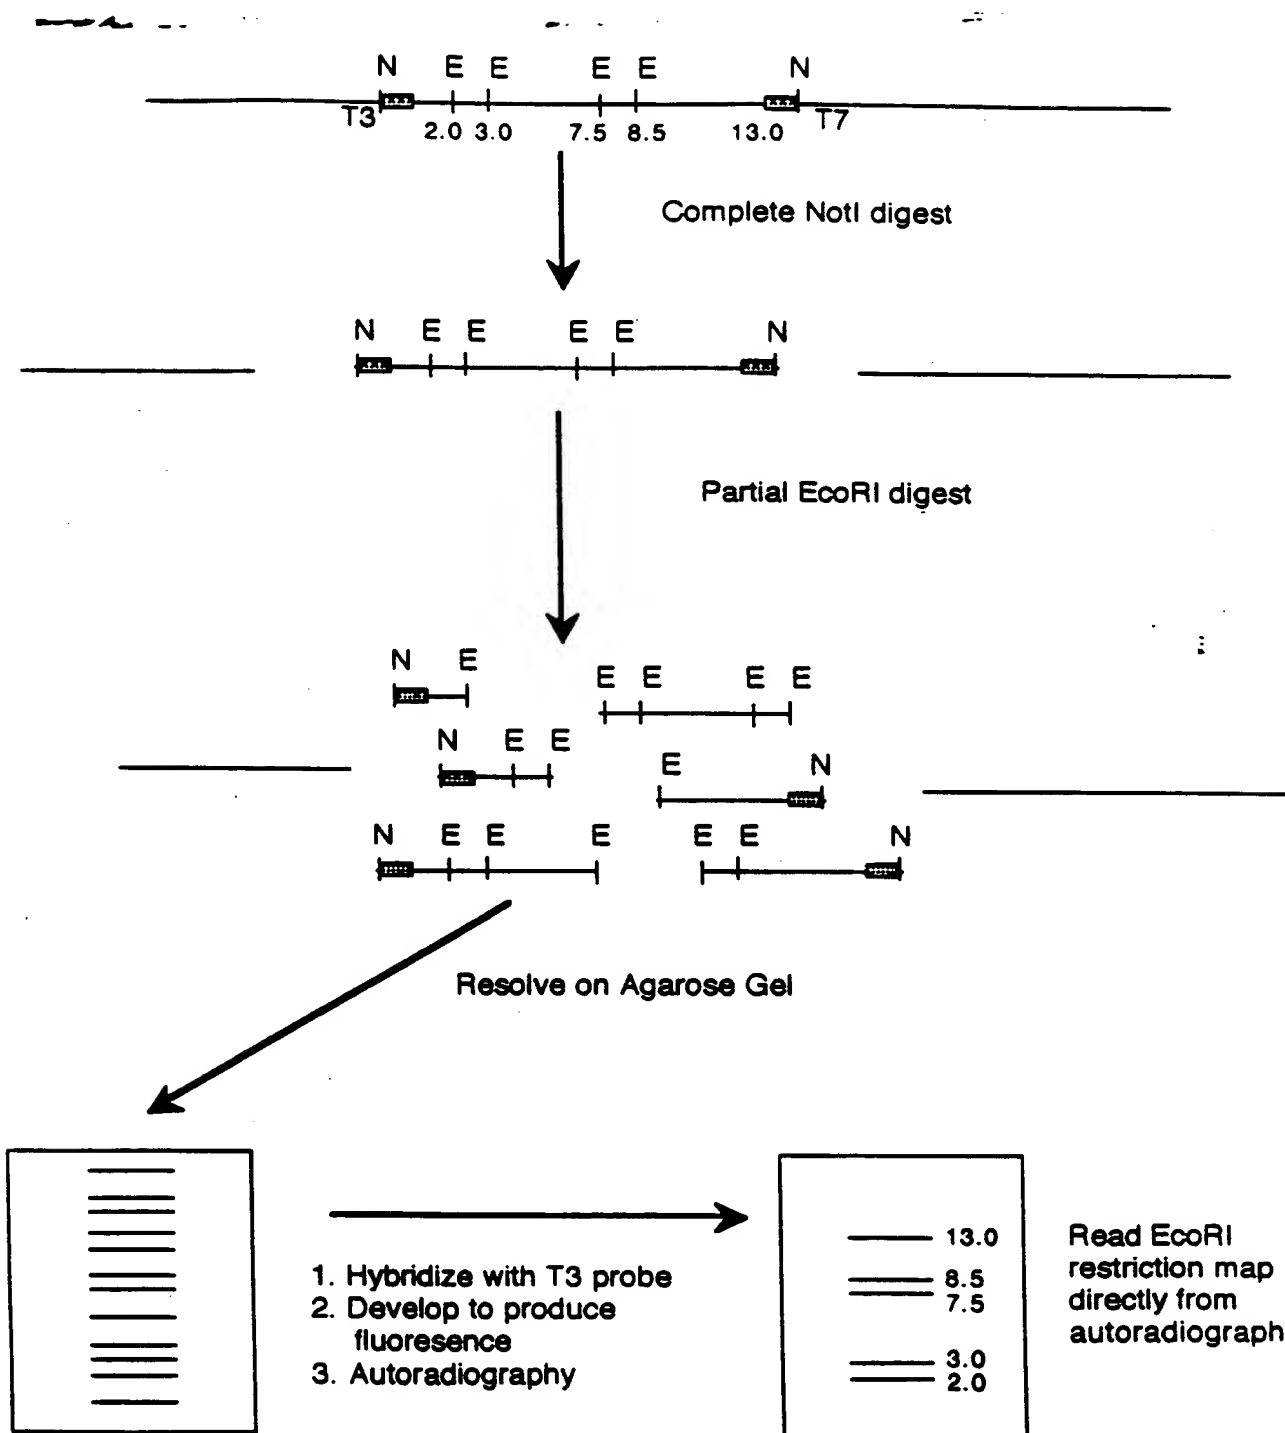 N E E E E N
T3 T7
2.0 3.0 7.5 8.5 13.0
Complete NotI digest
N E E E E N
Partial EcoRI digest
N E
E E E E
N E E
E N
N E E E
E E N
Resolve on Agarose Gel
1. Hybridize with T3 probe
2. Develop to produce
fluoresence
3. Autoradiography
13.0
8.5
7.5
3.0
2.0
Read EcoRI
restriction map
directly from
autoradiograph